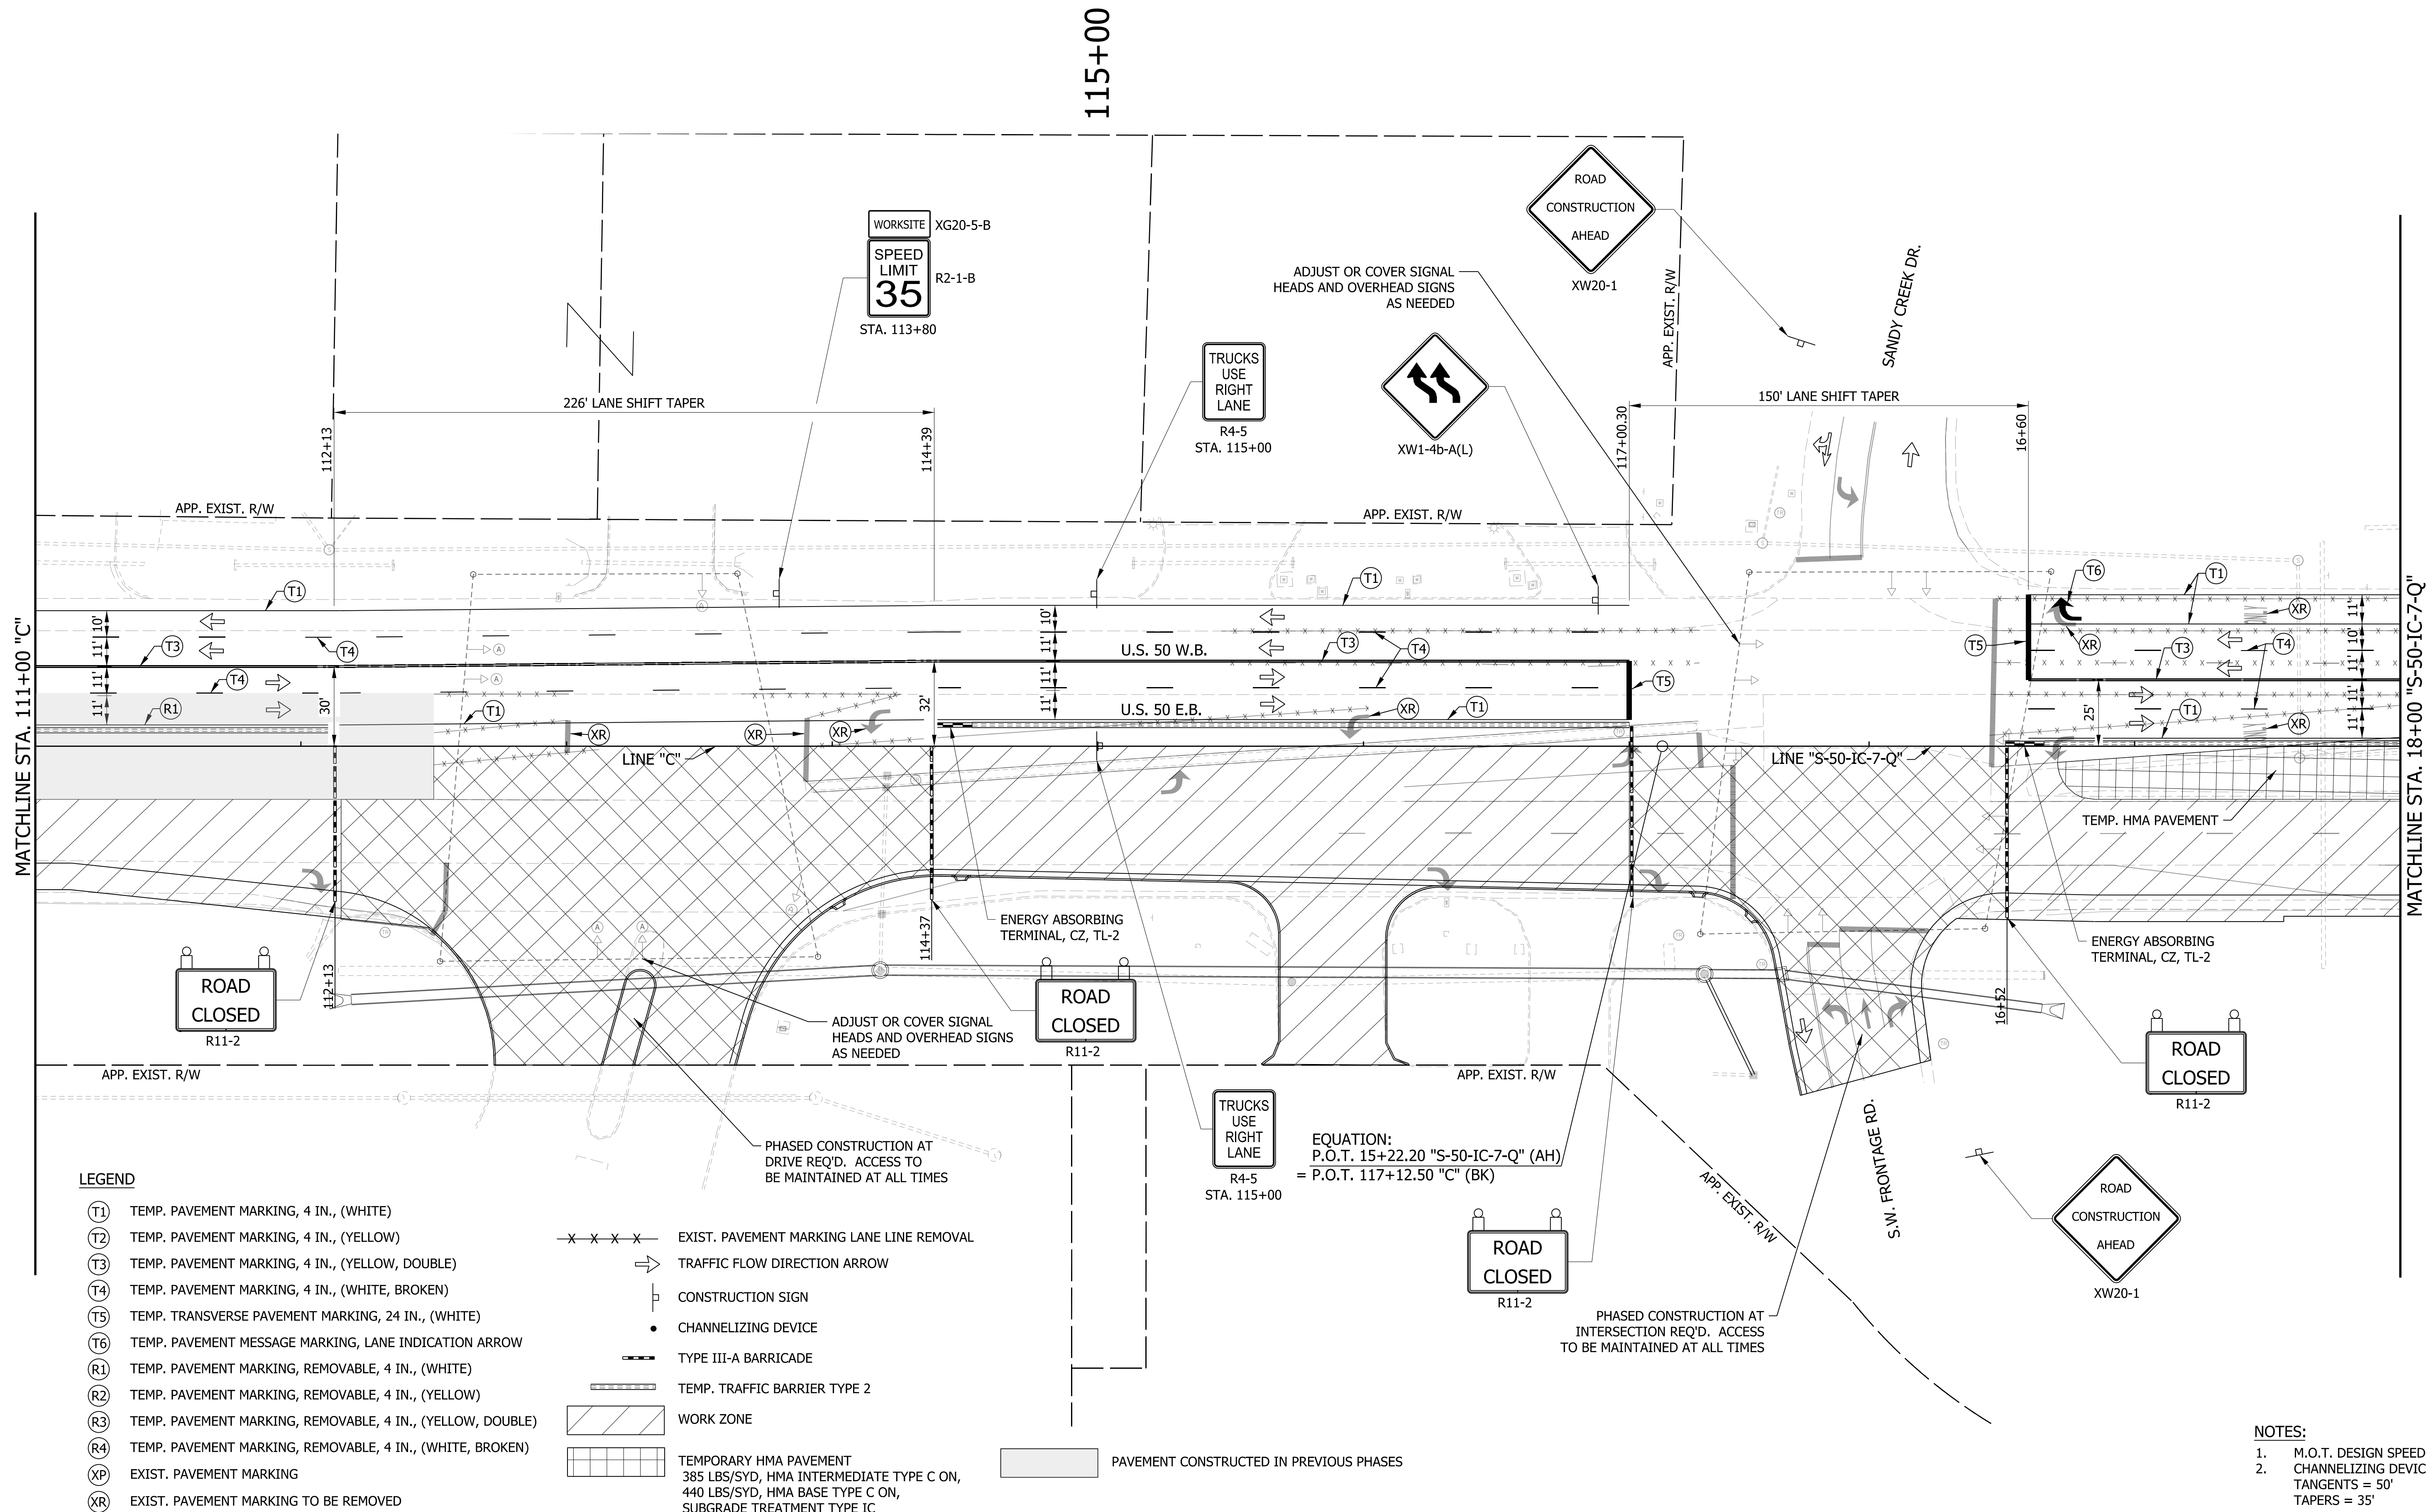 115+00
WORKSITE XG20-5-B
SPEED
LIMIT
35
R2-1-B
STA. 113+80
ROAD
CONSTRUCTION
AHEAD
XW20-1
ADJUST OR COVER SIGNAL
HEADS AND OVERHEAD SIGNS
AS NEEDED
APP. EXIST. R/W
SANDY CREEK DR.
TRUCKS
USE
RIGHT
LANE
R4-5
STA. 115+00
XW1-4b-A(L)
226' LANE SHIFT TAPER
150' LANE SHIFT TAPER
112+13
114+39
117+00.30
16+60
APP. EXIST. R/W
APP. EXIST. R/W
MATCHLINE STA. 111+00 "C"
MATCHLINE STA. 18+00 "S-50-IC-7-Q"
T1
T1
T6
T1
10'
11'
11'
11'
T3
T4
T4
R1
A
A
A
T1
30'
32'
10'
11'
11'
11'
U.S. 50 W.B.
T3
T4
U.S. 50 E.B.
XR
T1
T5
T5
XR
XR
T3
T4
11'
10'
11'
11'
11'
25'
T1
XR
XR
XR
XR
LINE "C"
LINE "S-50-IC-7-Q"
TEMP. HMA PAVEMENT
ENERGY ABSORBING
TERMINAL, CZ, TL-2
ENERGY ABSORBING
TERMINAL, CZ, TL-2
112+13
114+37
16+52
ROAD
CLOSED
R11-2
ROAD
CLOSED
R11-2
ROAD
CLOSED
R11-2
A
A
ADJUST OR COVER SIGNAL
HEADS AND OVERHEAD SIGNS
AS NEEDED
APP. EXIST. R/W
APP. EXIST. R/W
PHASED CONSTRUCTION AT
DRIVE REQ'D. ACCESS TO
BE MAINTAINED AT ALL TIMES
TRUCKS
USE
RIGHT
LANE
R4-5
STA. 115+00
EQUATION:
P.O.T. 15+22.20 "S-50-IC-7-Q" (AH)
= P.O.T. 117+12.50 "C" (BK)
APP. EXIST. R/W
S.W. FRONTAGE RD.
ROAD
CLOSED
R11-2
PHASED CONSTRUCTION AT
INTERSECTION REQ'D. ACCESS
TO BE MAINTAINED AT ALL TIMES
ROAD
CONSTRUCTION
AHEAD
XW20-1
LEGEND
T1 TEMP. PAVEMENT MARKING, 4 IN., (WHITE)
T2 TEMP. PAVEMENT MARKING, 4 IN., (YELLOW)
T3 TEMP. PAVEMENT MARKING, 4 IN., (YELLOW, DOUBLE)
T4 TEMP. PAVEMENT MARKING, 4 IN., (WHITE, BROKEN)
T5 TEMP. TRANSVERSE PAVEMENT MARKING, 24 IN., (WHITE)
T6 TEMP. PAVEMENT MESSAGE MARKING, LANE INDICATION ARROW
R1 TEMP. PAVEMENT MARKING, REMOVABLE, 4 IN., (WHITE)
R2 TEMP. PAVEMENT MARKING, REMOVABLE, 4 IN., (YELLOW)
R3 TEMP. PAVEMENT MARKING, REMOVABLE, 4 IN., (YELLOW, DOUBLE)
R4 TEMP. PAVEMENT MARKING, REMOVABLE, 4 IN., (WHITE, BROKEN)
XP EXIST. PAVEMENT MARKING
XR EXIST. PAVEMENT MARKING TO BE REMOVED
X X X X EXIST. PAVEMENT MARKING LANE LINE REMOVAL
TRAFFIC FLOW DIRECTION ARROW
CONSTRUCTION SIGN
CHANNELIZING DEVICE
TYPE III-A BARRICADE
TEMP. TRAFFIC BARRIER TYPE 2
WORK ZONE
TEMPORARY HMA PAVEMENT
385 LBS/SYD, HMA INTERMEDIATE TYPE C ON,
440 LBS/SYD, HMA BASE TYPE C ON,
SUBGRADE TREATMENT TYPE IC
PAVEMENT CONSTRUCTED IN PREVIOUS PHASES
NOTES:
1. M.O.T. DESIGN SPEED
2. CHANNELIZING DEVIC
TANGENTS = 50'
TAPERS = 35'